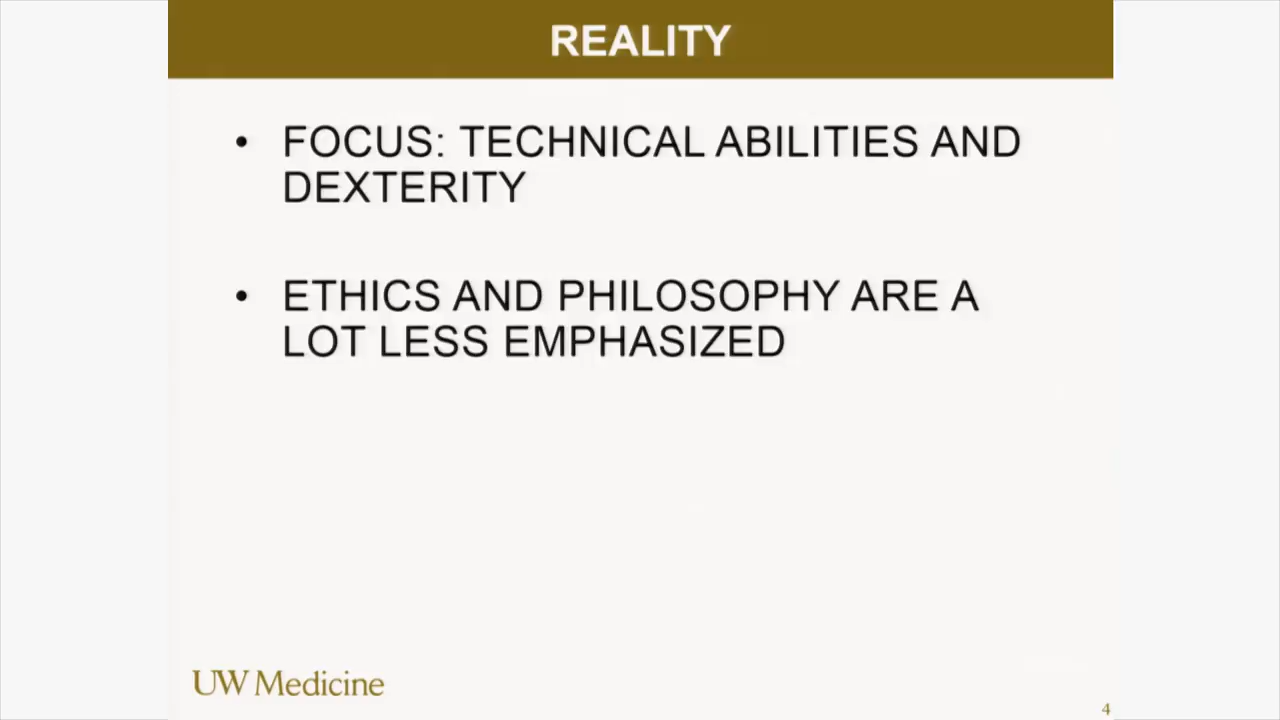 REALITY
• FOCUS: TECHNICAL ABILITIES AND
DEXTERITY
• ETHICS AND PHILOSOPHY ARE A
LOT LESS EMPHASIZED
UW Medicine
4